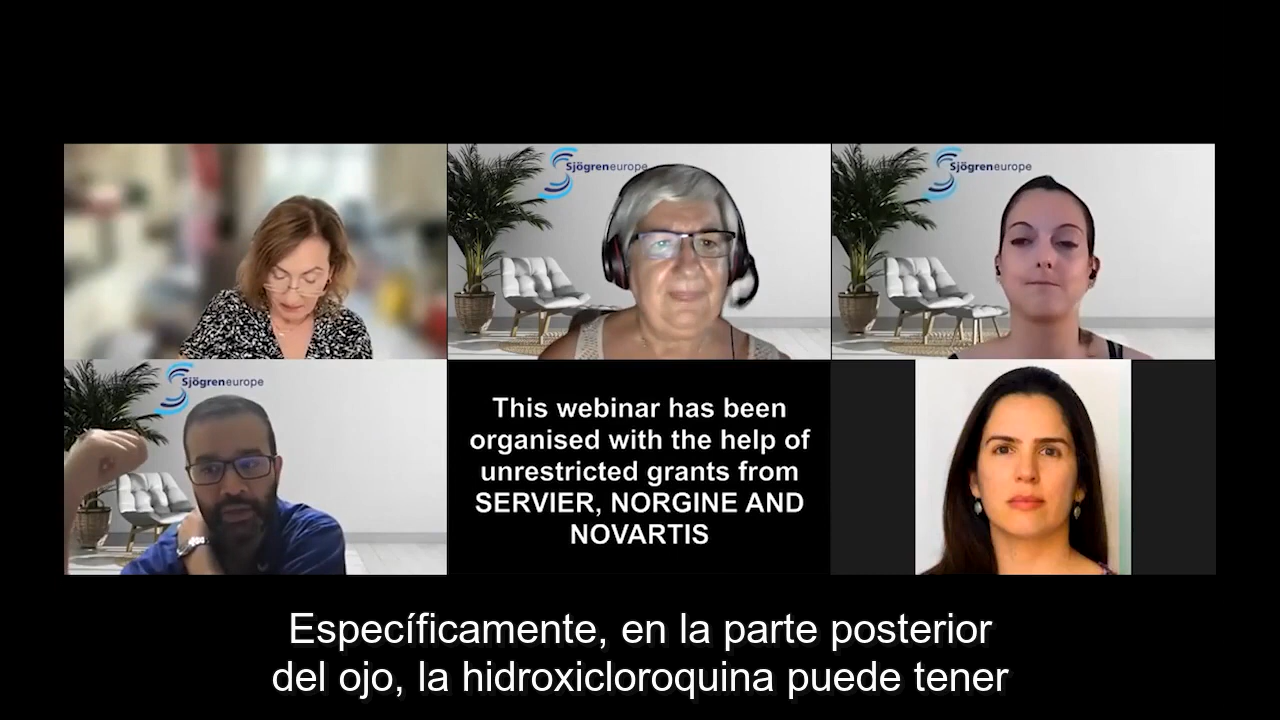 Sjögreneurope
Sjögreneurope
Sjögreneurope
This webinar has been
organised with the help of
unrestricted grants from
SERVIER, NORGINE AND
NOVARTIS
Específicamente, en la parte posterior
del ojo, la hidroxicloroquina puede tener